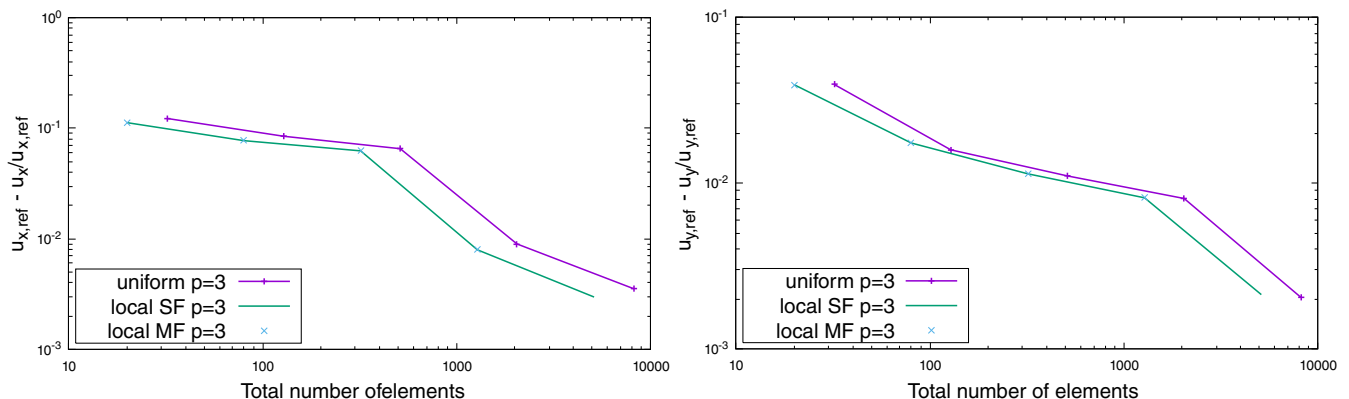 10^0
10^-1
10^-2
10^-3
u_x,ref - u_x/u_x,ref
uniform p=3
local SF p=3
local MF p=3
10 100 1000 10000
Total number ofelements
10^-1
10^-2
10^-3
u_y,ref - u_y/u_y,ref
uniform p=3
local SF p=3
local MF p=3
10 100 1000 10000
Total number of elements